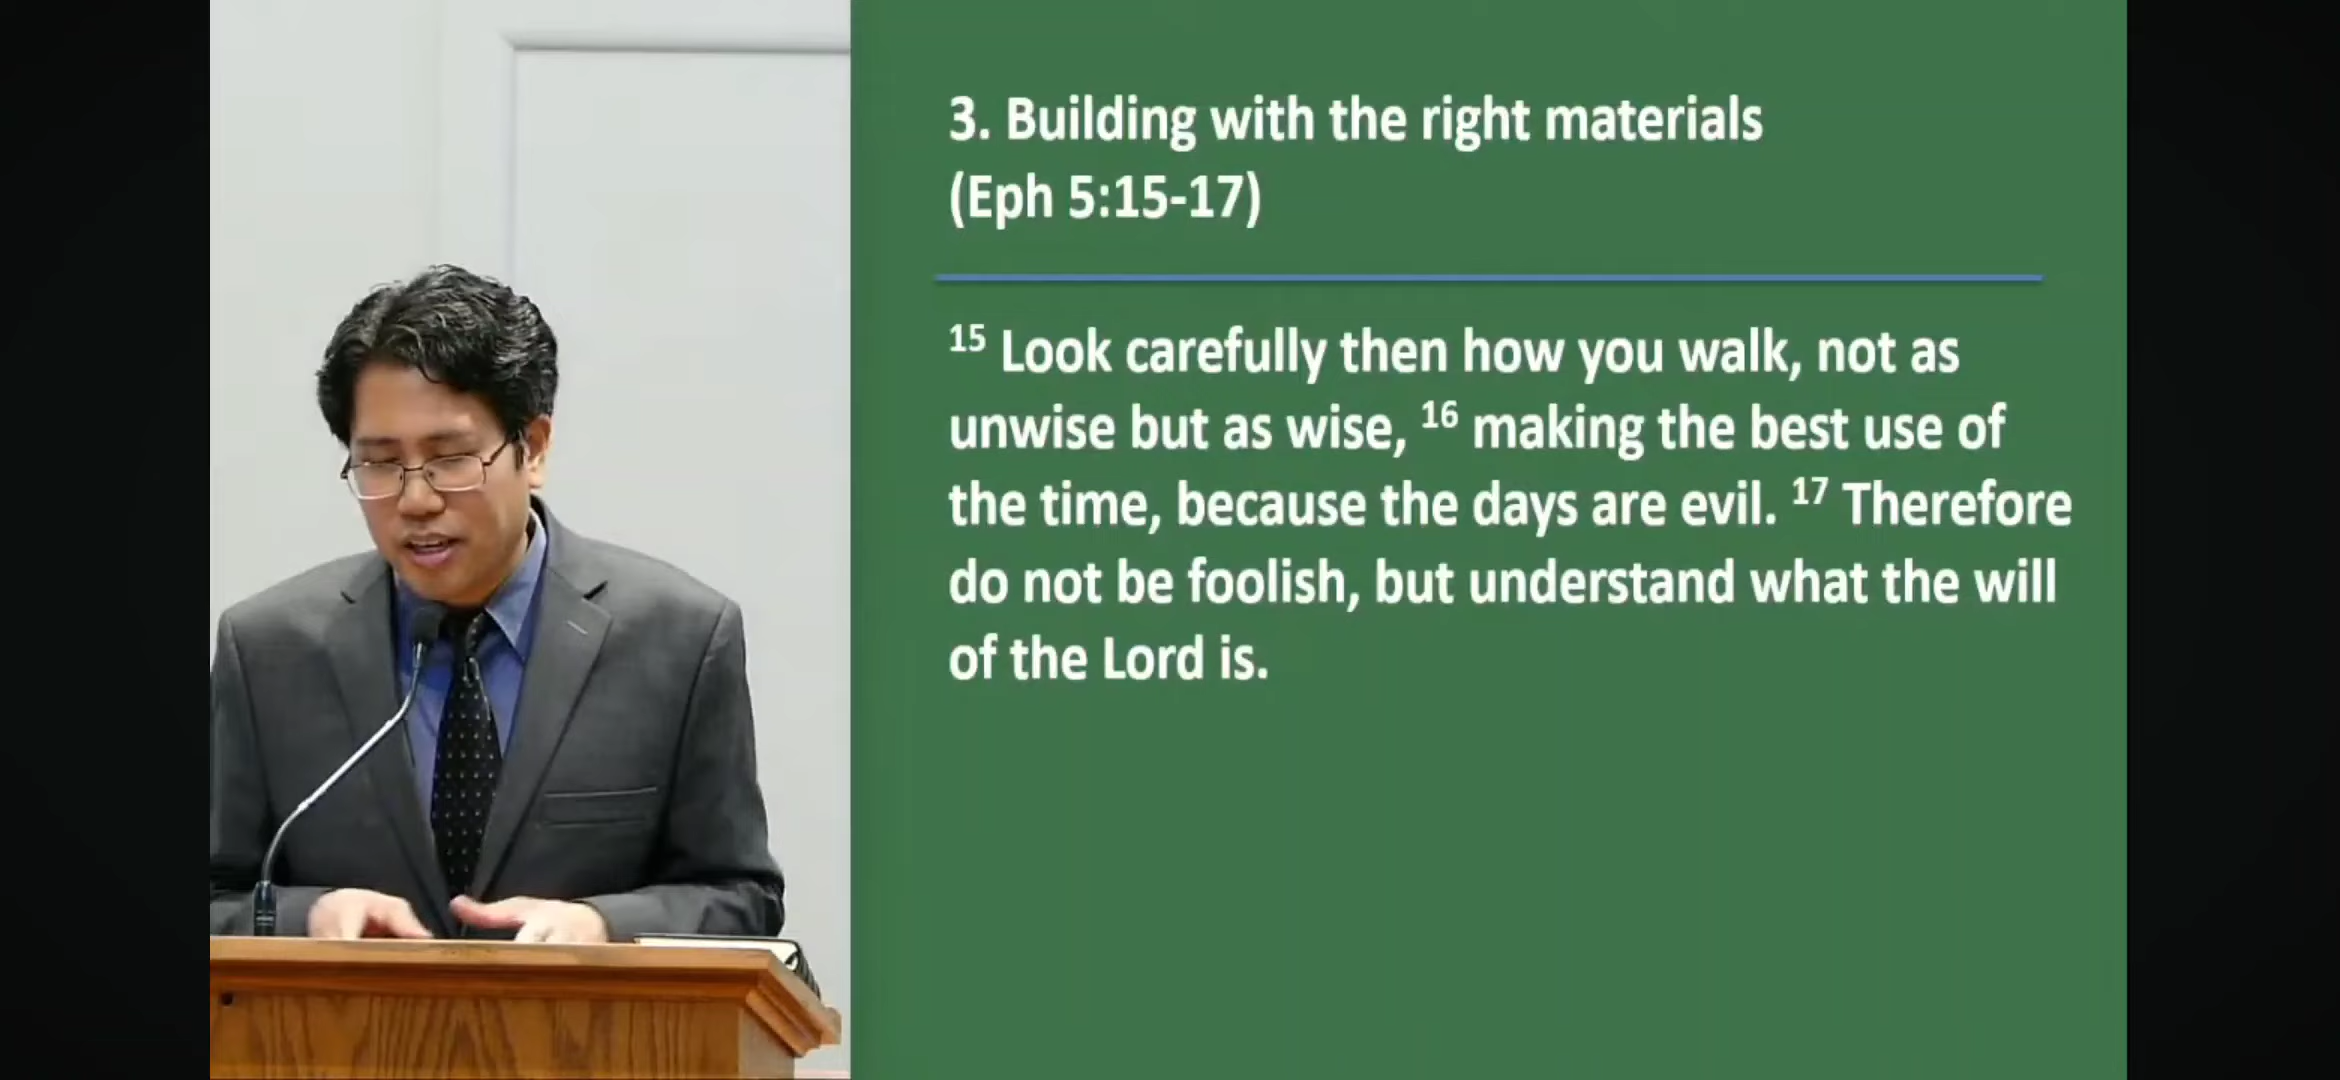 3. Building with the right materials
(Eph 5:15-17)
15 Look carefully then how you walk, not as
unwise but as wise, 16 making the best use of
the time, because the days are evil. 17 Therefore
do not be foolish, but understand what the will
of the Lord is.